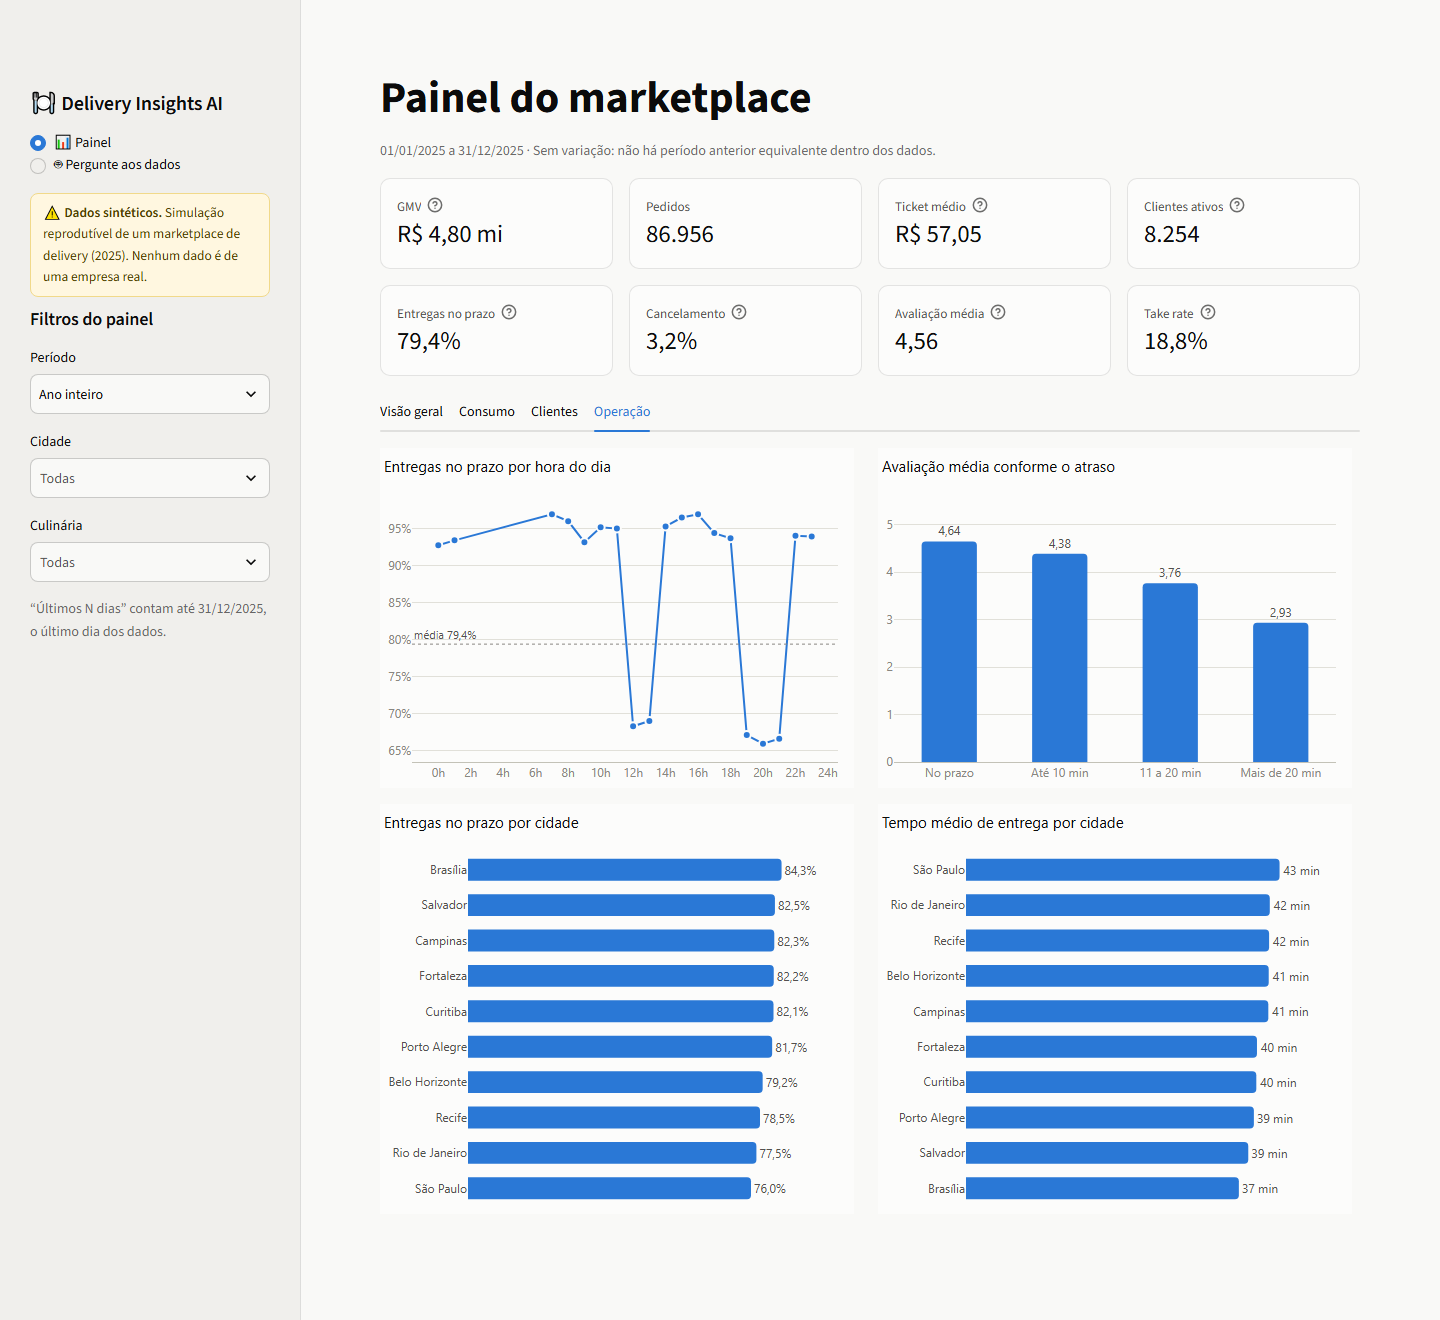 Delivery Insights AI
Painel
Pergunte aos dados
Dados sintéticos. Simulação
reprodutível de um marketplace de
delivery (2025). Nenhum dado é de
uma empresa real.
Filtros do painel
Período
Ano inteiro
Cidade
Todas
Culinária
Todas
“Últimos N dias” contam até 31/12/2025,
o último dia dos dados.
Painel do marketplace
01/01/2025 a 31/12/2025 · Sem variação: não há período anterior equivalente dentro dos dados.
GMV
R$ 4,80 mi
Pedidos
86.956
Ticket médio
R$ 57,05
Clientes ativos
8.254
Entregas no prazo
79,4%
Cancelamento
3,2%
Avaliação média
4,56
Take rate
18,8%
Visão geral Consumo Clientes Operação
Entregas no prazo por hora do dia
95%
90%
85%
80%
média 79,4%
75%
70%
65%
0h 2h 4h 6h 8h 10h 12h 14h 16h 18h 20h 22h 24h
Avaliação média conforme o atraso
5
4
3
2
1
0
4,64
4,38
3,76
2,93
No prazo Até 10 min 11 a 20 min Mais de 20 min
Entregas no prazo por cidade
Brasília 84,3%
Salvador 82,5%
Campinas 82,3%
Fortaleza 82,2%
Curitiba 82,1%
Porto Alegre 81,7%
Belo Horizonte 79,2%
Recife 78,5%
Rio de Janeiro 77,5%
São Paulo 76,0%
Tempo médio de entrega por cidade
São Paulo 43 min
Rio de Janeiro 42 min
Recife 42 min
Belo Horizonte 41 min
Campinas 41 min
Fortaleza 40 min
Curitiba 40 min
Porto Alegre 39 min
Salvador 39 min
Brasília 37 min